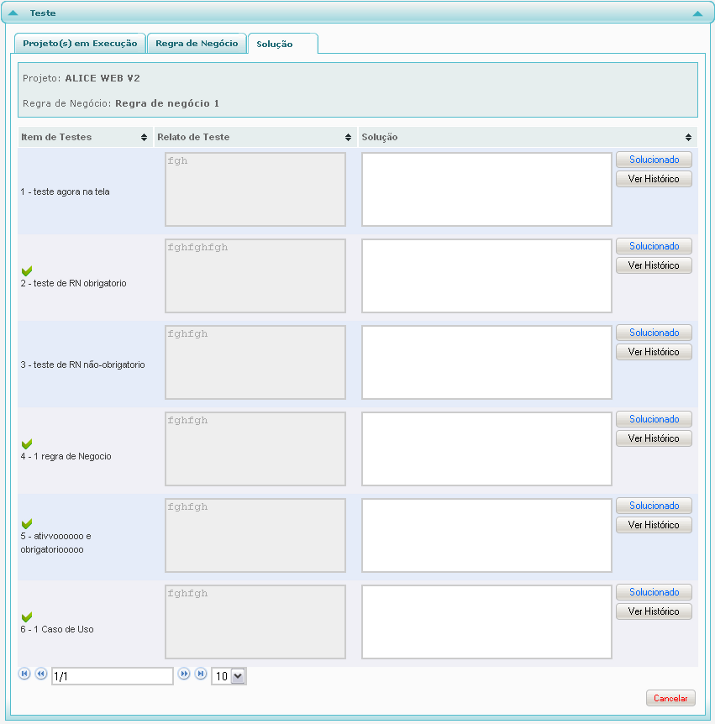 Teste
Projeto(s) em Execução Regra de Negócio Solução
Projeto: ALICE WEB V2
Regra de Negócio: Regra de negócio 1
Item de Testes Relato de Teste Solução
fgh
Solucionado
Ver Histórico
1 - teste agora na tela
fghfghfgh
Solucionado
Ver Histórico
2 - teste de RN obrigatorio
fghfgh
Solucionado
Ver Histórico
3 - teste de RN não-obrigatorio
fghfgh
Solucionado
Ver Histórico
4 - 1 regra de Negocio
fghfgh
Solucionado
Ver Histórico
5 - ativvoooooo e
obrigatoriooooo
fghfgh
Solucionado
Ver Histórico
6 - 1 Caso de Uso
1/1 10
Cancelar